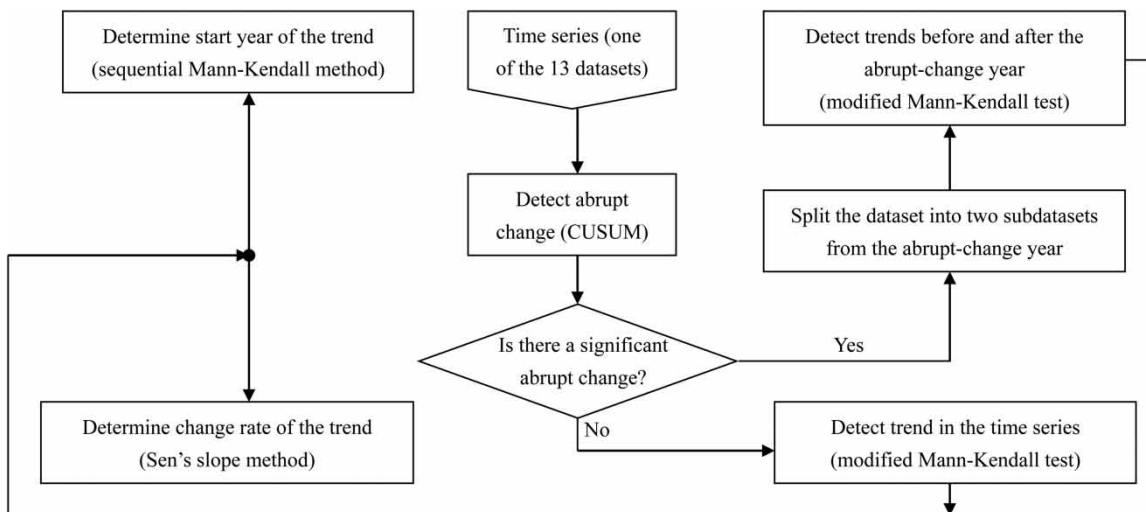 Determine start year of the trend
(sequential Mann-Kendall method)
Time series (one
of the 13 datasets)
Detect trends before and after the
abrupt-change year
(modified Mann-Kendall test)
Detect abrupt
change (CUSUM)
Split the dataset into two subdatasets
from the abrupt-change year
Is there a significant
abrupt change?
Yes
No
Determine change rate of the trend
(Sen's slope method)
Detect trend in the time series
(modified Mann-Kendall test)